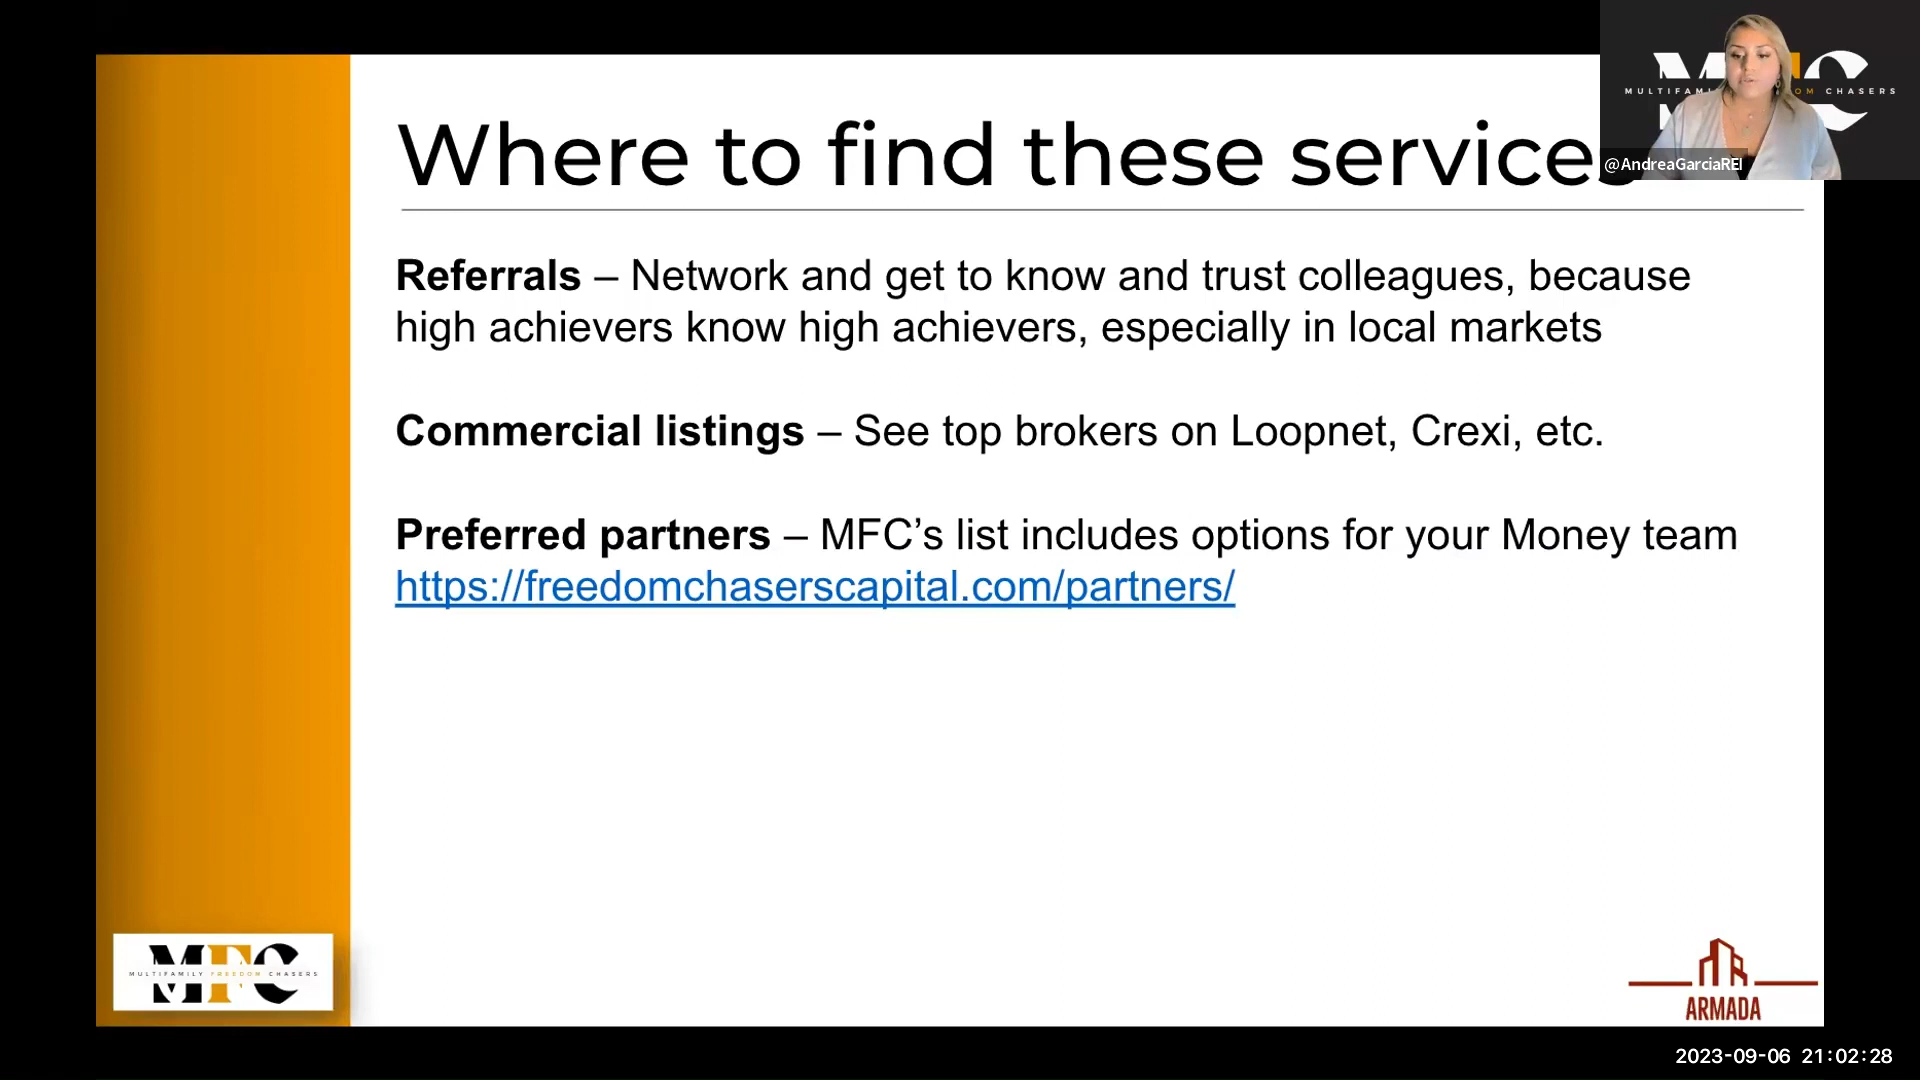 Where to find these services
MULTIFAMI OM CHASERS
@AndreaGarciaREI
Referrals – Network and get to know and trust colleagues, because
high achievers know high achievers, especially in local markets
Commercial listings – See top brokers on Loopnet, Crexi, etc.
Preferred partners – MFC’s list includes options for your Money team
https://freedomchaserscapital.com/partners/
MFC
MULTIFAMILY FREEDOM CHASERS
ARMADA
2023-09-06 21:02:28